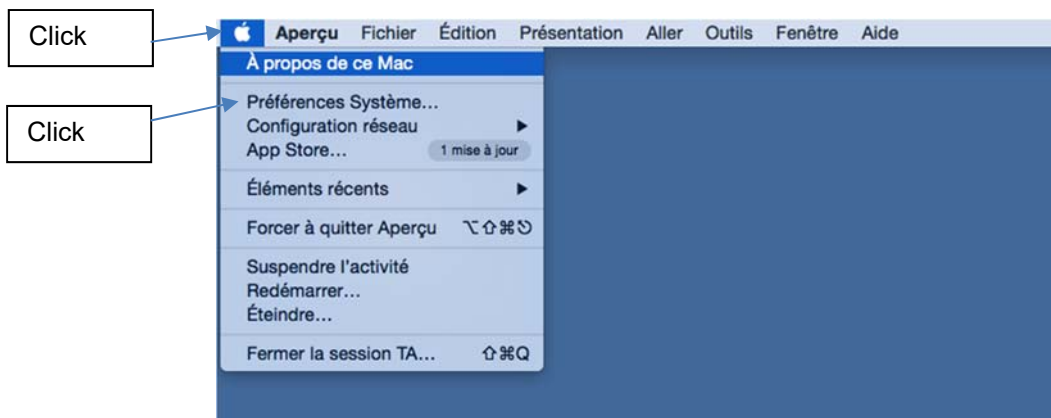 Click
Aperçu Fichier Édition Présentation Aller Outils Fenêtre Aide
À propos de ce Mac
Click
Préférences Système...
Configuration réseau ▶
App Store... 1 mise à jour
Éléments récents ▶
Forcer à quitter Aperçu ⌥⇧⌘⎋
Suspendre l'activité
Redémarrer...
Éteindre...
Fermer la session TA... ⇧⌘Q